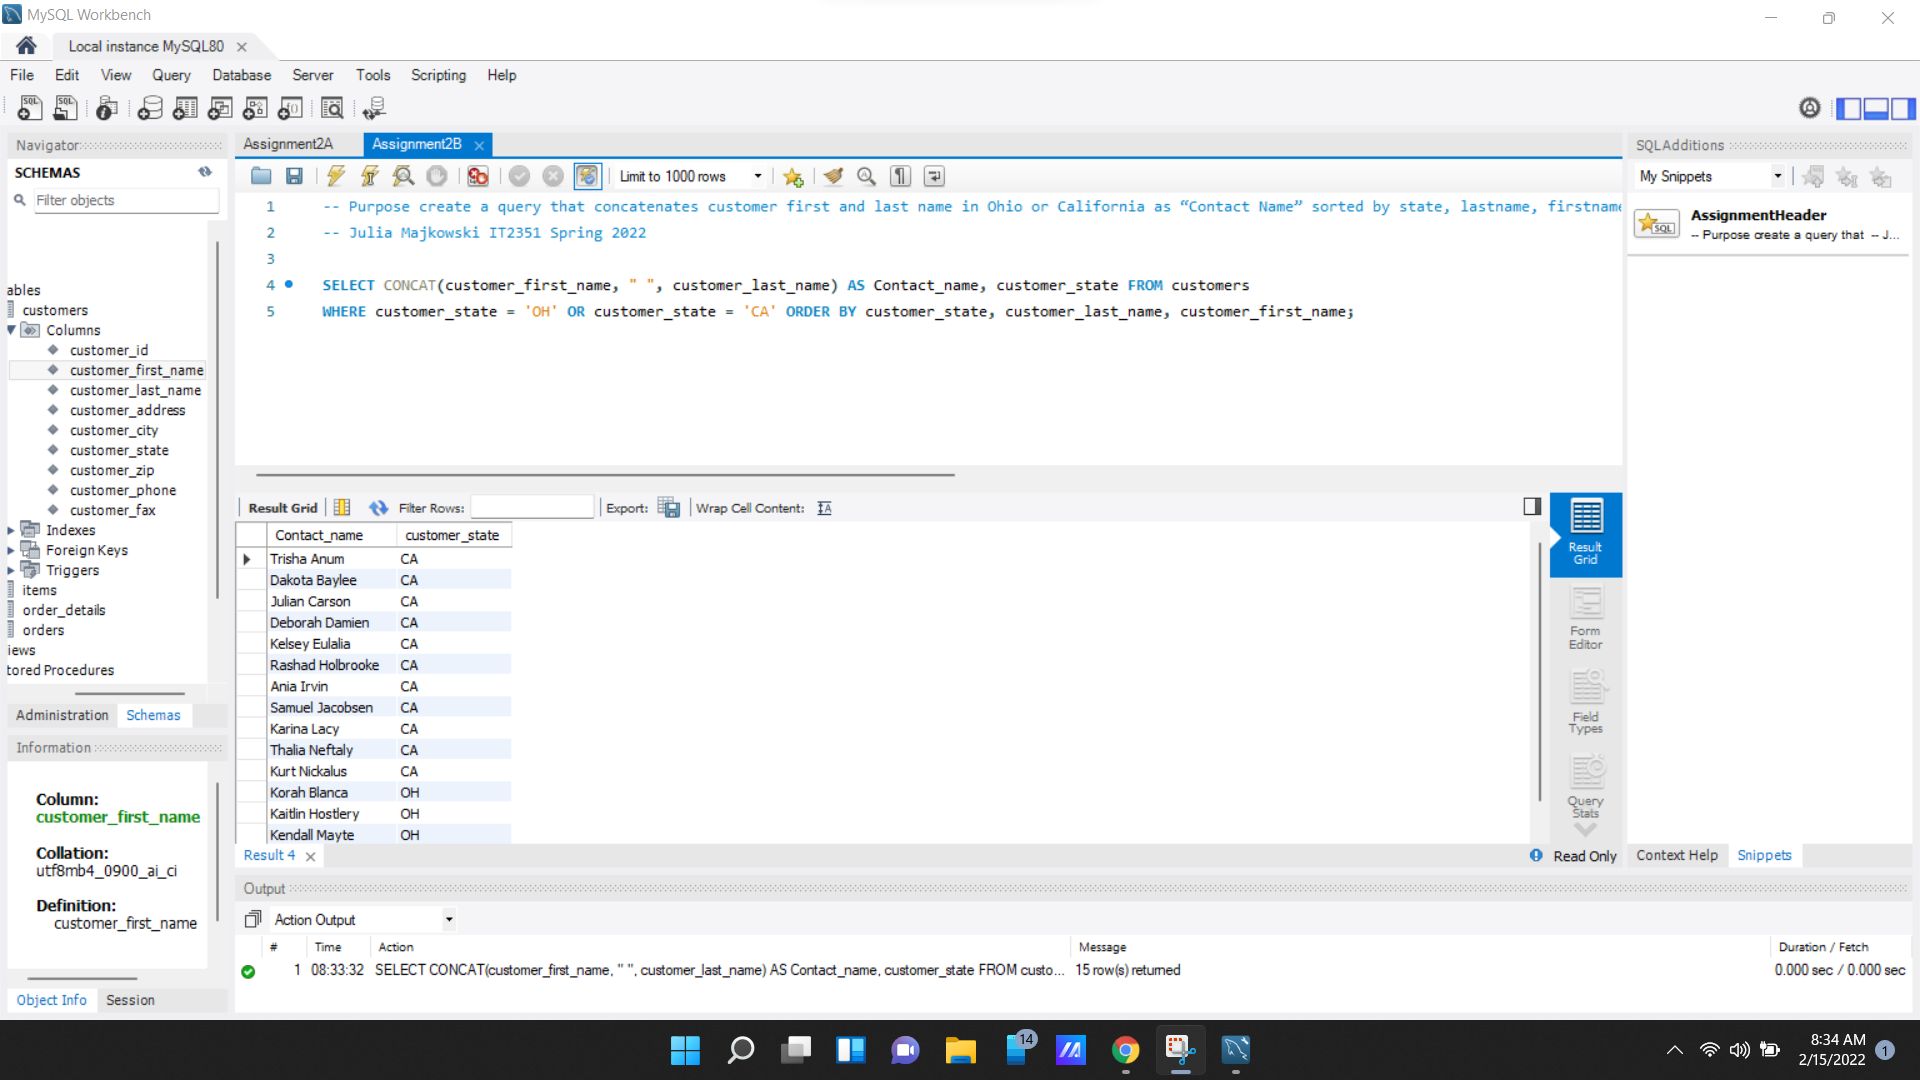 MySQL Workbench
Local instance MySQL80
File Edit View Query Database Server Tools Scripting Help
Navigator
SCHEMAS
Filter objects
ables
customers
Columns
customer_id
customer_first_name
customer_last_name
customer_address
customer_city
customer_state
customer_zip
customer_phone
customer_fax
Indexes
Foreign Keys
Triggers
items
order_details
orders
iews
tored Procedures
Administration Schemas
Information
Column:
customer_first_name
Collation:
utf8mb4_0900_ai_ci
Definition:
customer_first_name
Object Info Session
Assignment2A Assignment2B
Limit to 1000 rows
1 -- Purpose create a query that concatenates customer first and last name in Ohio or California as “Contact Name” sorted by state, lastname, firstname
2 -- Julia Majkowski IT2351 Spring 2022
3
4 SELECT CONCAT(customer_first_name, " ", customer_last_name) AS Contact_name, customer_state FROM customers
5 WHERE customer_state = 'OH' OR customer_state = 'CA' ORDER BY customer_state, customer_last_name, customer_first_name;
Result Grid Filter Rows: Export: Wrap Cell Content:
Contact_name customer_state
Trisha Anum CA
Dakota Baylee CA
Julian Carson CA
Deborah Damien CA
Kelsey Eulalia CA
Rashad Holbrooke CA
Ania Irvin CA
Samuel Jacobsen CA
Karina Lacy CA
Thalia Neftaly CA
Kurt Nickalus CA
Korah Blanca OH
Kaitlin Hostlery OH
Kendall Mayte OH
Result Grid
Form Editor
Field Types
Query Stats
Result 4
Read Only
SQLAdditions
My Snippets
SQL
AssignmentHeader
-- Purpose create a query that -- J...
Context Help Snippets
Output
Action Output
# Time Action Message Duration / Fetch
1 08:33:32 SELECT CONCAT(customer_first_name, " ", customer_last_name) AS Contact_name, customer_state FROM custo... 15 row(s) returned 0.000 sec / 0.000 sec
14
8:34 AM
2/15/2022
1